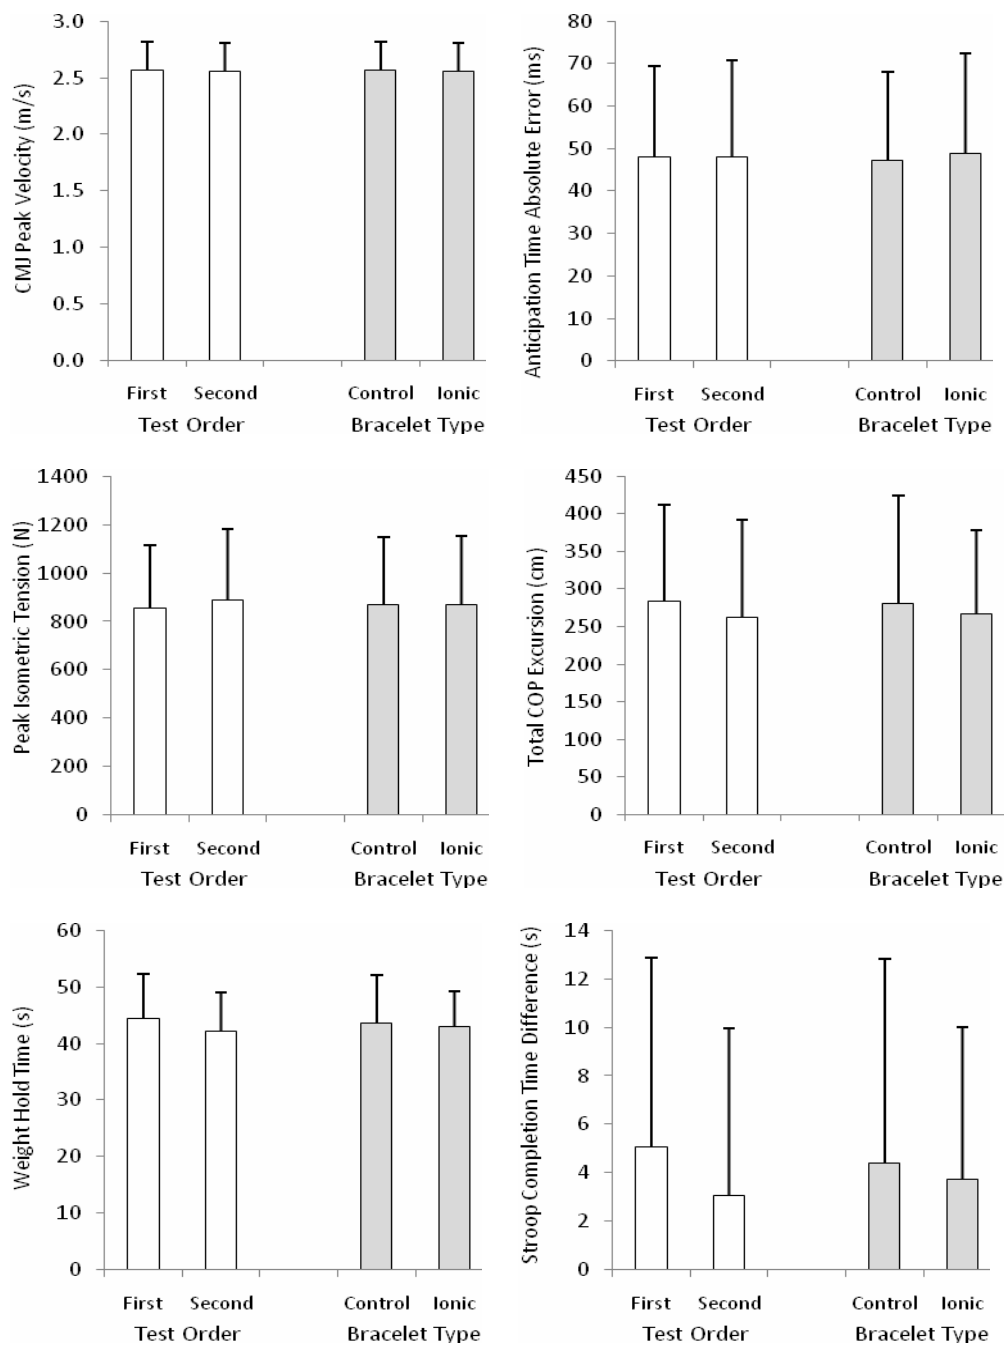 CMJ Peak Velocity (m/s)
3.0
2.5
2.0
1.5
1.0
0.5
0.0
First Second Control Ionic
Test Order Bracelet Type
Anticipation Time Absolute Error (ms)
80
70
60
50
40
30
20
10
0
First Second Control Ionic
Test Order Bracelet Type
Peak Isometric Tension (N)
1400
1200
1000
800
600
400
200
0
First Second Control Ionic
Test Order Bracelet Type
Total COP Excursion (cm)
450
400
350
300
250
200
150
100
50
0
First Second Control Ionic
Test Order Bracelet Type
Weight Hold Time (s)
60
50
40
30
20
10
0
First Second Control Ionic
Test Order Bracelet Type
Stroop Completion Time Difference (s)
14
12
10
8
6
4
2
0
First Second Control Ionic
Test Order Bracelet Type